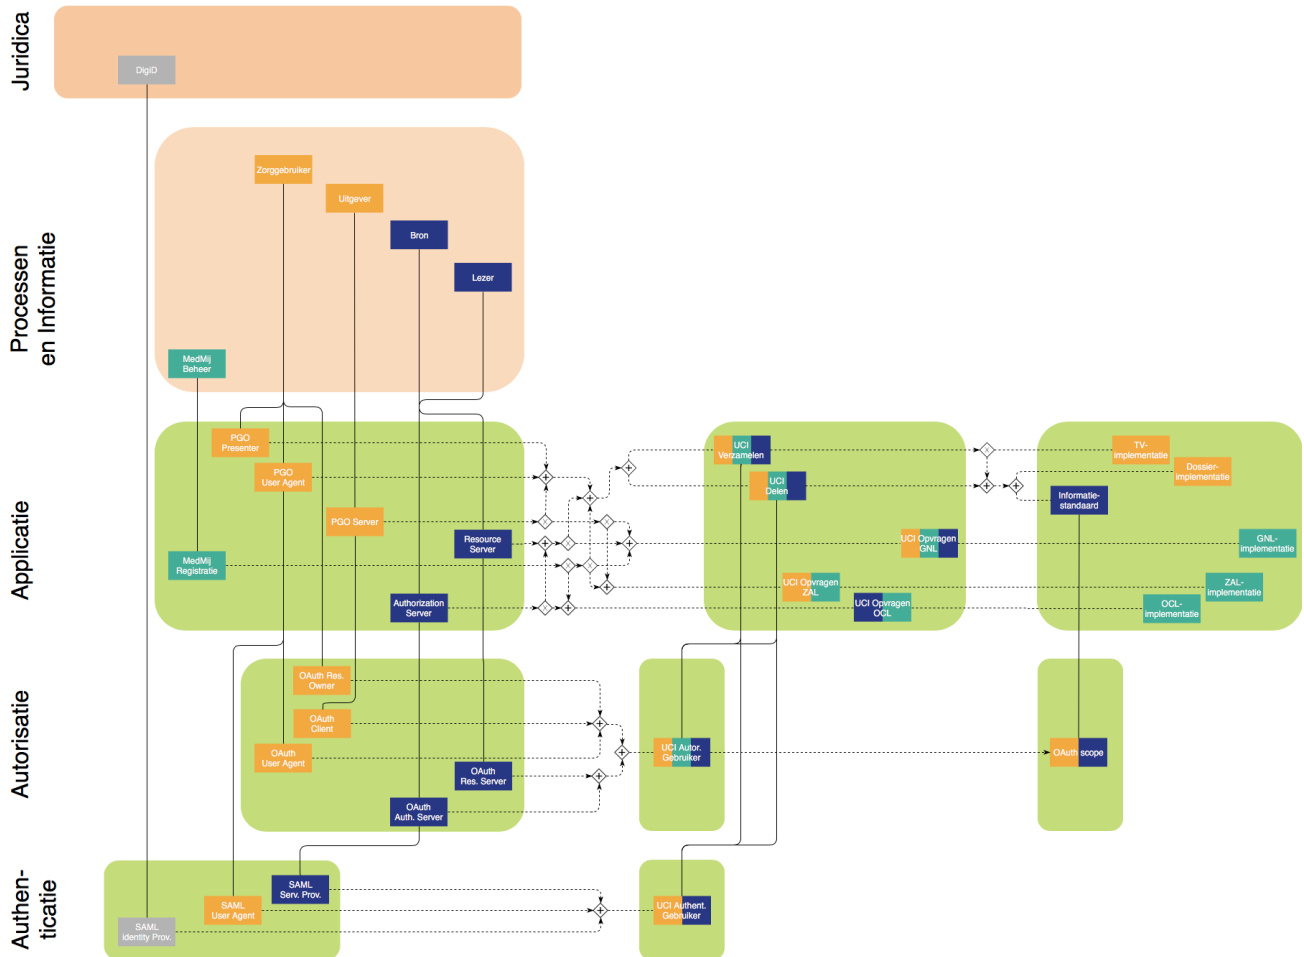 Juridica
DigiD
Processen
en Informatie
Zorggebruiker
Uitgever
Bron
Lezer
MedMij
Beheer
Applicatie
PGO
Presenter
PGO
User Agent
PGO Server
Resource
Server
MedMij
Registratie
Authorization
Server
UCI
Verzamelen
UCI
Delen
UCI Opvragen
GNL
UCI Opvragen
ZAL
UCI Opvragen
OCL
TV-
implementatie
Dossier-
implementatie
Informatie-
standaard
GNL-
implementatie
ZAL-
implementatie
OCL-
implementatie
Autorisatie
OAuth Res.
Owner
OAuth
Client
OAuth
User Agent
OAuth
Res. Server
OAuth
Auth. Server
UCI Autor.
Gebruiker
OAuth scope
Authen-
ticatie
SAML
Serv. Prov.
SAML
User Agent
SAML
identity Prov.
UCI Authent.
Gebruiker